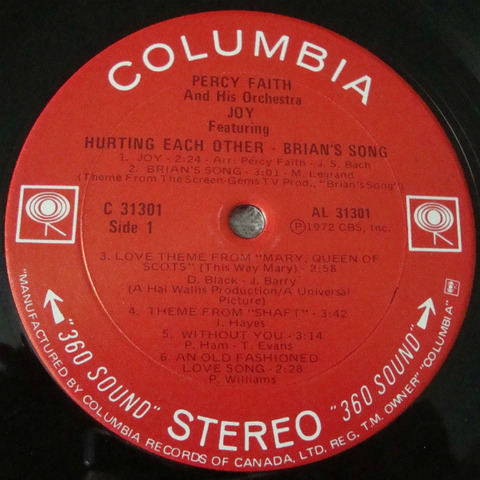 COLUMBIA
PERCY FAITH
And His Orchestra
JOY
Featuring
HURTING EACH OTHER - BRIAN'S SONG
1. JOY - 2:24 - Arr: Percy Faith - J. S. Bach
2. BRIAN'S SONG - 3:01 - M. Legrand
(Theme From The Screen-Gems TV Prod., "Brian's Song")
C 31301
Side 1
AL 31301
Ⓟ1972 CBS, Inc.
3. LOVE THEME FROM "MARY, QUEEN OF
SCOTS" (This Way Mary) - 2:58
D. Black - J. Barry
(A Hal Wallis Production/A Universal
Picture)
4. THEME FROM "SHAFT" - 3:42
I. Hayes
5. WITHOUT YOU - 3:14
P. Ham - T. Evans
6. AN OLD FASHIONED
LOVE SONG - 2:28
P. Williams
"360 SOUND" STEREO "360 SOUND"
"MANUFACTURED BY COLUMBIA RECORDS OF CANADA, LTD. REG. T.M. OWNER" "COLUMBIA"